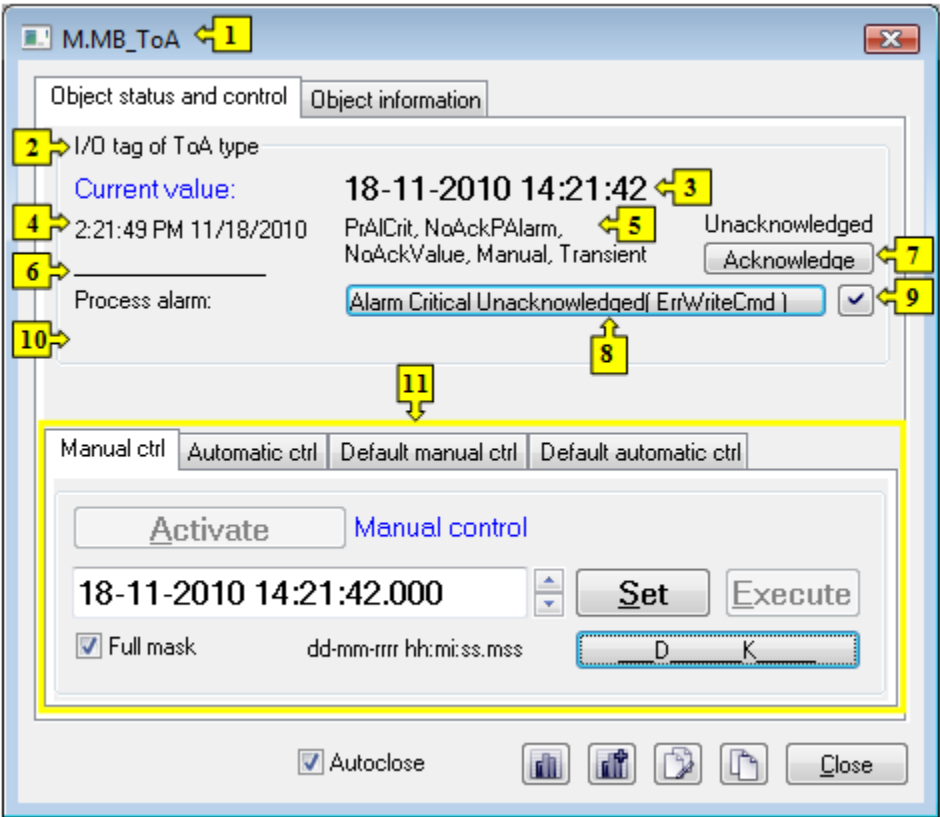 M.MB_ToA 1
Object status and control Object information
2 I/O tag of ToA type
Current value: 18-11-2010 14:21:42 3
4 2:21:49 PM 11/18/2010 PrAlCrit, NoAckPAlarm, 5 Unacknowledged
NoAckValue, Manual, Transient Acknowledge 7
6
Process alarm: Alarm Critical Unacknowledged( ErrWriteCmd ) 9
10 8
11
Manual ctrl Automatic ctrl Default manual ctrl Default automatic ctrl
Activate Manual control
18-11-2010 14:21:42.000 Set Execute
Full mask dd-mm-rrrr hh:mi:ss.mss ___D______K_____
Autoclose Close